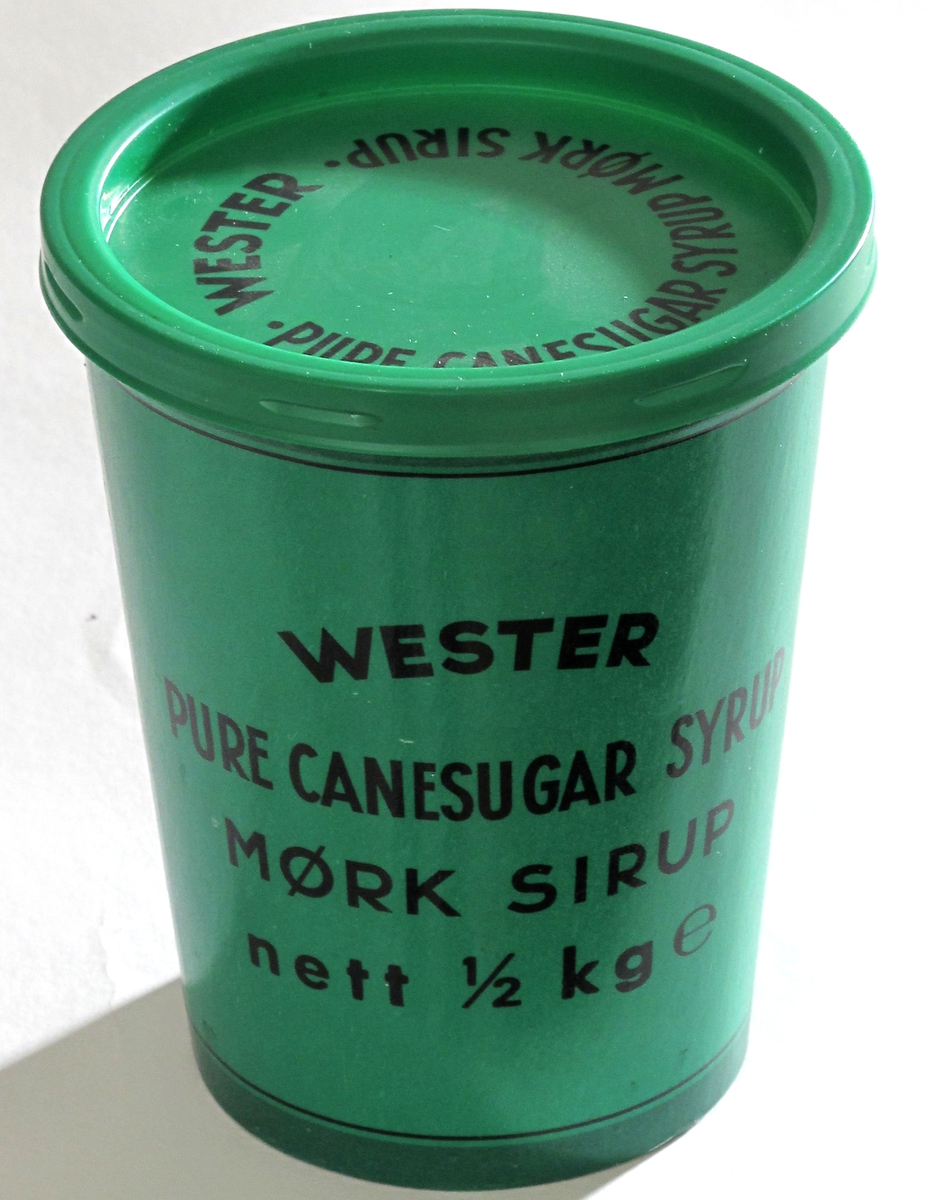 WESTER · MØRK SIRUP ·
PURE CANESUGAR SYRUP
WESTER
PURE CANESUGAR SYRUP
MØRK SIRUP
nett ½ kg ℮